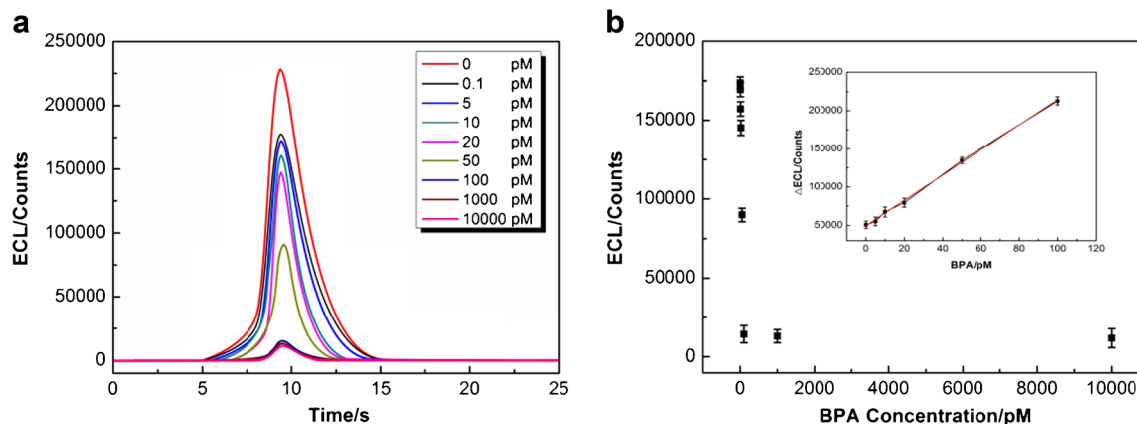 a
250000
200000
150000
100000
50000
0
ECL/Counts
0 5 10 15 20 25
Time/s
0 pM
0.1 pM
5 pM
10 pM
20 pM
50 pM
100 pM
1000 pM
10000 pM
b
200000
150000
100000
50000
0
ECL/Counts
0 2000 4000 6000 8000 10000
BPA Concentration/pM
250000
200000
150000
100000
50000
△ECL/Counts
0 20 40 60 80 100 120
BPA/pM